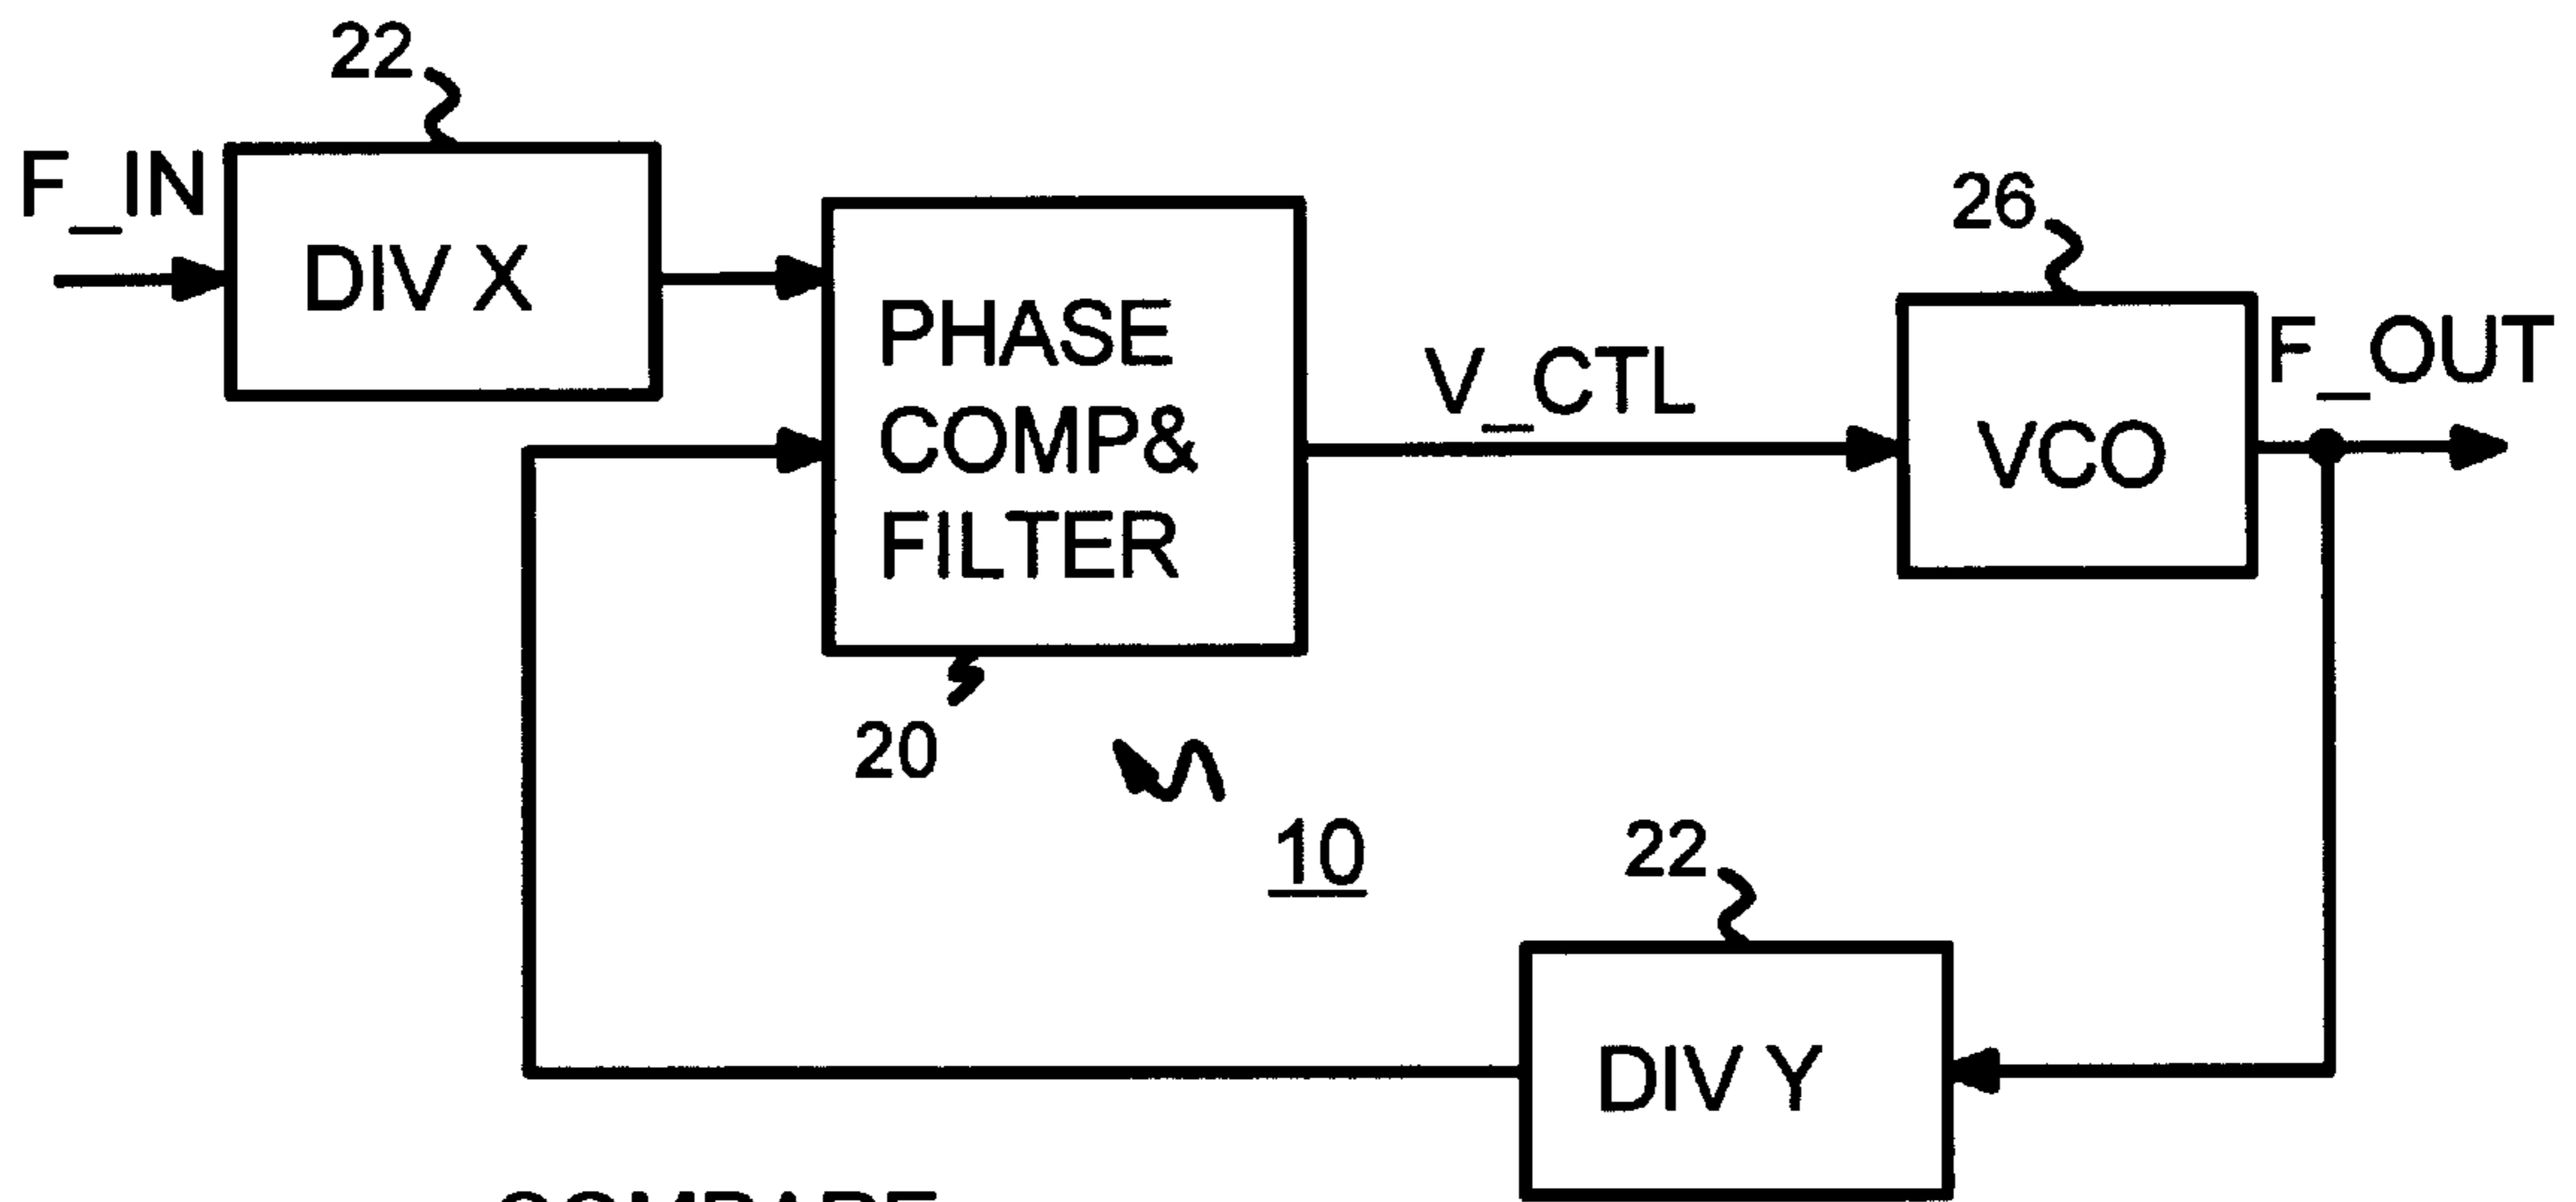 22
F_IN
DIV X
PHASE
COMP&
FILTER
20
V_CTL
26
VCO
F_OUT
10
22
DIV Y